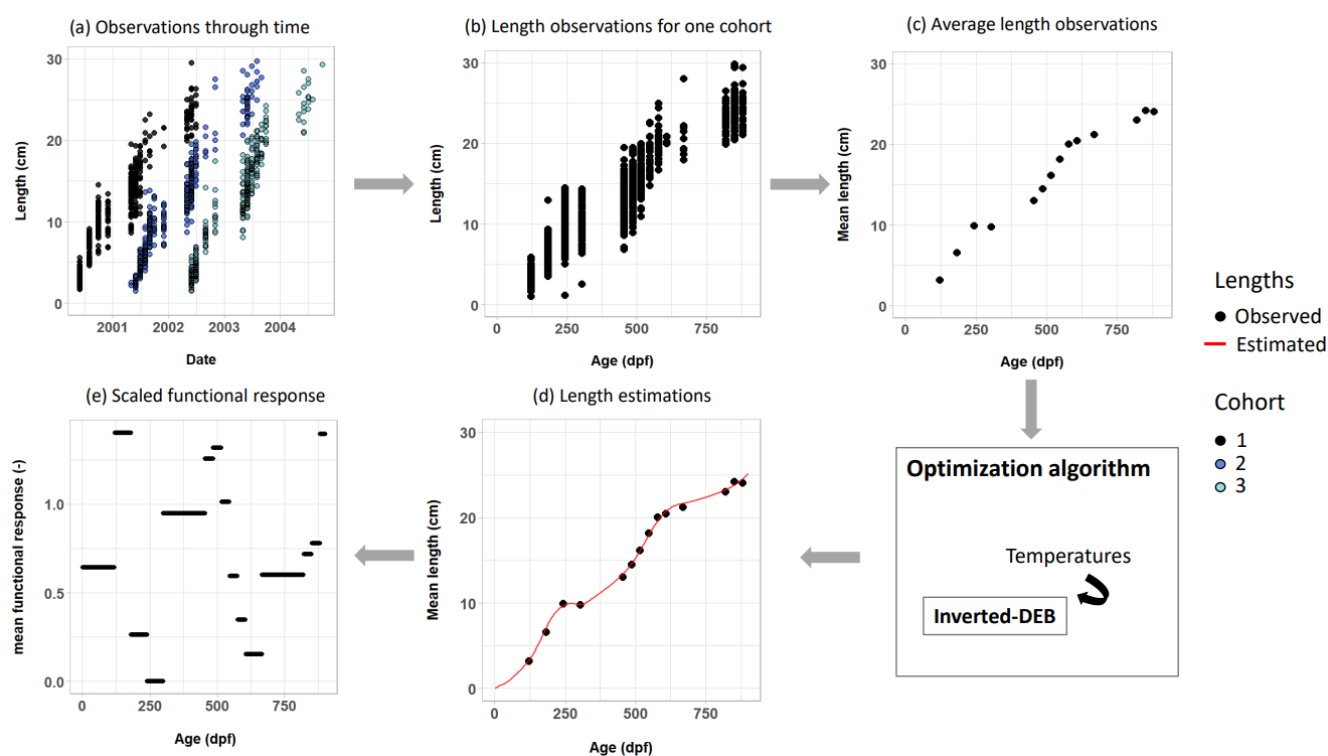 (a) Observations through time
(b) Length observations for one cohort
(c) Average length observations
Length (cm)
30
20
10
0
2001 2002 2003 2004
Date
Length (cm)
30
20
10
0
0 250 500 750
Age (dpf)
Mean length (cm)
30
20
10
0
0 250 500 750
Age (dpf)
Lengths
Observed
Estimated
Cohort
1
2
3
(e) Scaled functional response
mean functional response (-)
1.0
0.5
0.0
0 250 500 750
Age (dpf)
(d) Length estimations
Mean length (cm)
30
20
10
0
0 250 500 750
Age (dpf)
Optimization algorithm
Temperatures
Inverted-DEB